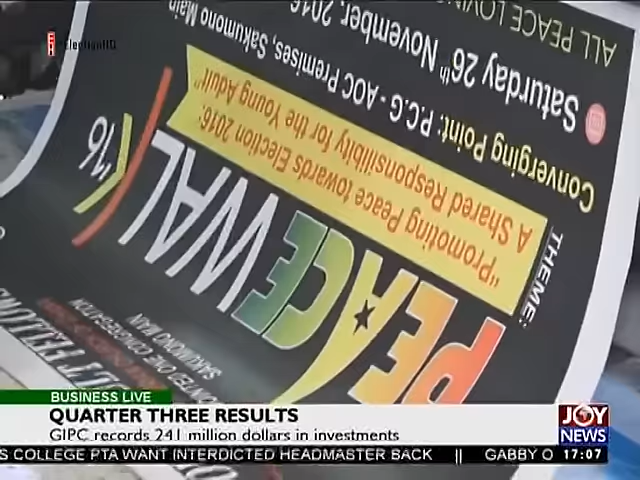 ElectionHQ
ALL PEACE LOVING
Saturday 26th November, 2016
Converging Point: P.C.G - AOC Premises, Sakumono Main
THEME:
"Promoting Peace towards Election 2016:
A Shared Responsibility for the Young Adult"
PEACE WALK '16
SAKUMONO MAIN
CONGREGATION
BUSINESS LIVE
QUARTER THREE RESULTS
GIPC records 241 million dollars in investments
JOY
NEWS
S COLLEGE PTA WANT INTERDICTED HEADMASTER BACK || GABBY O
17:07